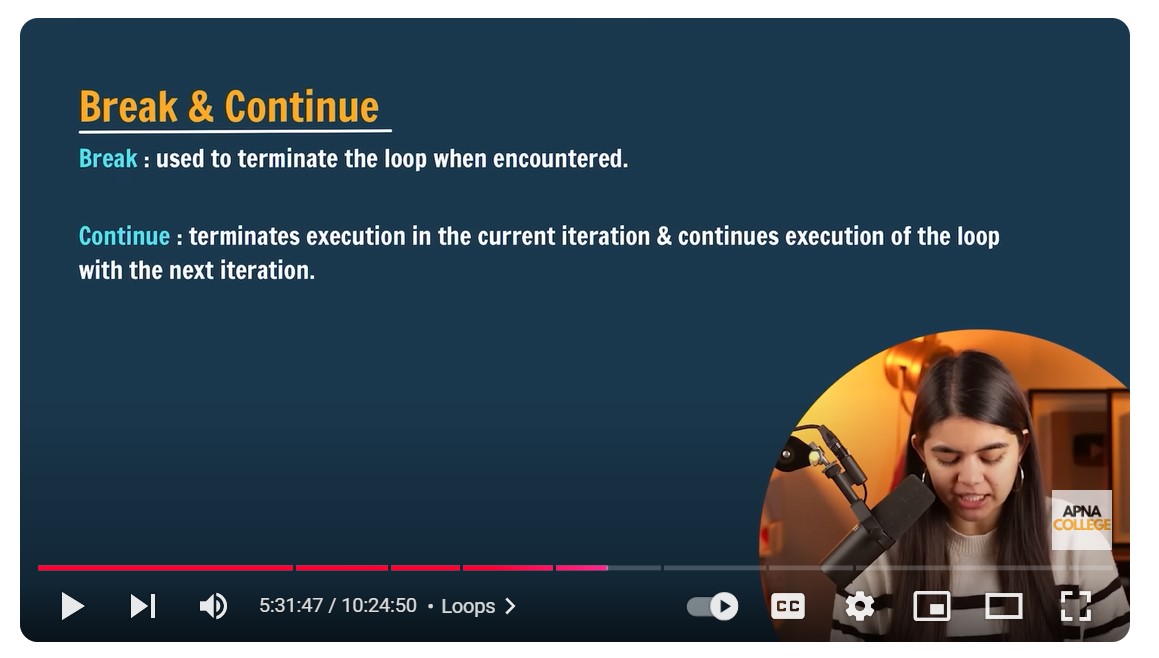 Break & Continue
Break : used to terminate the loop when encountered.
Continue : terminates execution in the current iteration & continues execution of the loop
with the next iteration.
APNA
COLLEGE
5:31:47 / 10:24:50 • Loops
CC